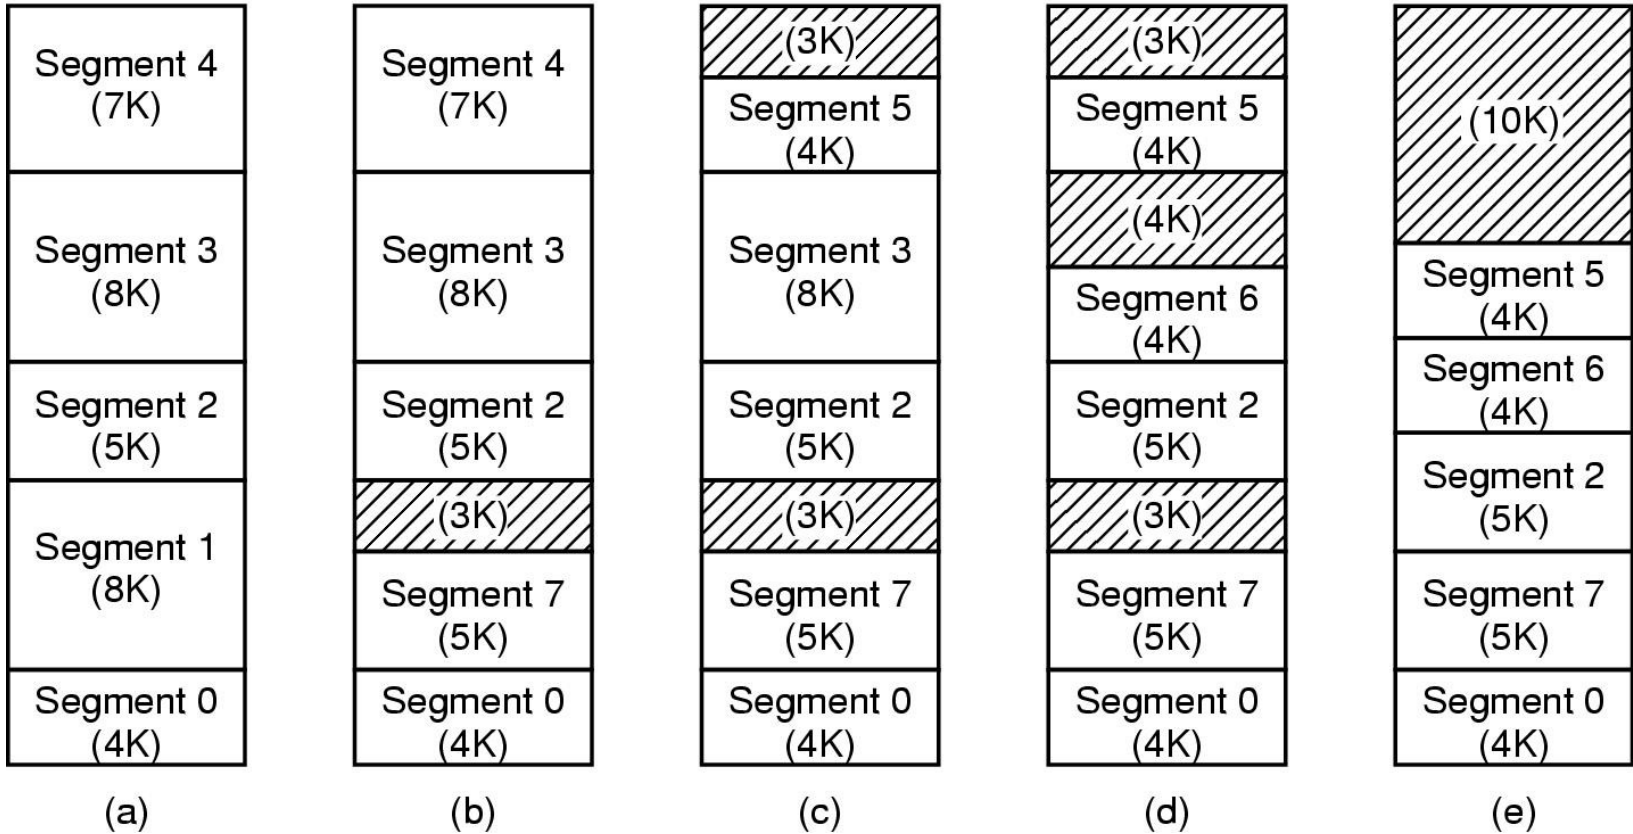 Segment 4
(7K)
Segment 3
(8K)
Segment 2
(5K)
Segment 1
(8K)
Segment 0
(4K)
(a)
Segment 4
(7K)
Segment 3
(8K)
Segment 2
(5K)
(3K)
Segment 7
(5K)
Segment 0
(4K)
(b)
(3K)
Segment 5
(4K)
Segment 3
(8K)
Segment 2
(5K)
(3K)
Segment 7
(5K)
Segment 0
(4K)
(c)
(3K)
Segment 5
(4K)
(4K)
Segment 6
(4K)
Segment 2
(5K)
(3K)
Segment 7
(5K)
Segment 0
(4K)
(d)
(10K)
Segment 5
(4K)
Segment 6
(4K)
Segment 2
(5K)
Segment 7
(5K)
Segment 0
(4K)
(e)